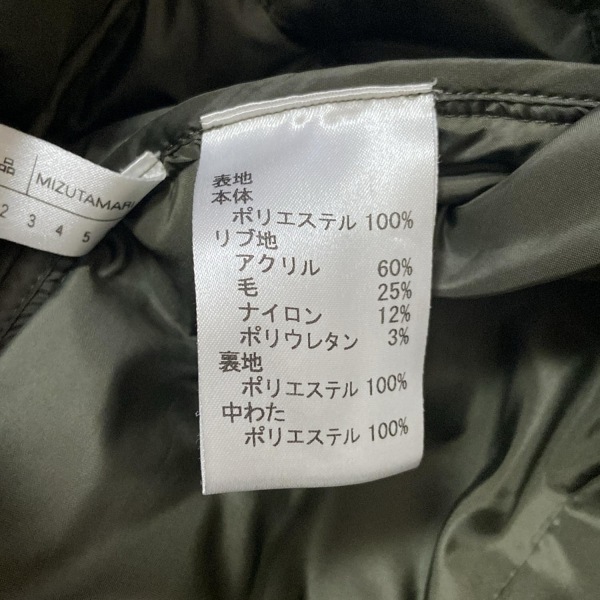 品 MIZUTAMARI
2 3 4 5
表地
本体
ポリエステル 100%
リブ地
アクリル 60%
毛 25%
ナイロン 12%
ポリウレタン 3%
裏地
ポリエステル 100%
中わた
ポリエステル 100%